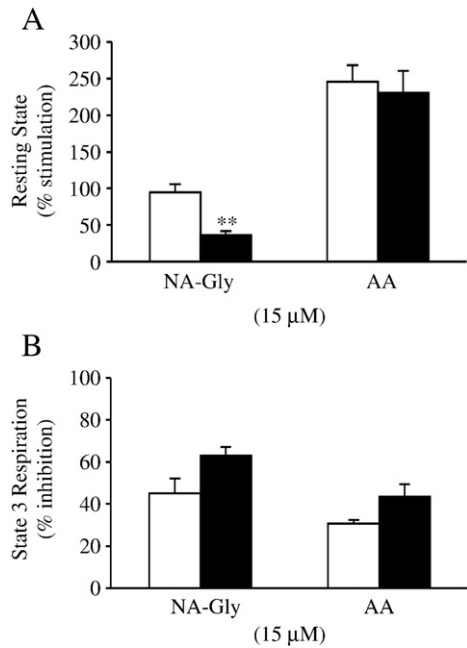 A
Resting State
(% stimulation)
300
250
200
150
100
50
0
**
NA-Gly AA
(15 µM)
B
State 3 Respiration
(% inhibition)
100
80
60
40
20
0
NA-Gly AA
(15 µM)